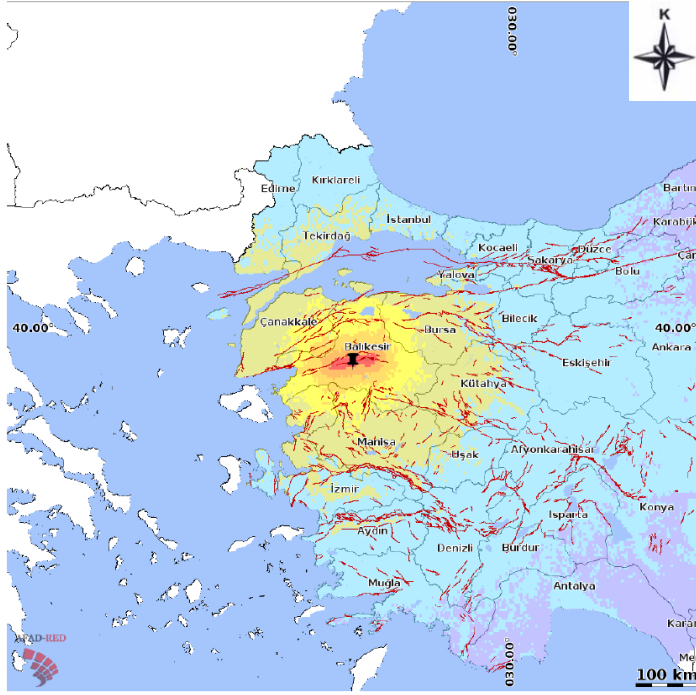 030.00°
K
Kırklareli
Edirne
Bartın
İstanbul
Karabük
Tekirdağ
Kocaeli
Düzce
Sakarya
Bolu
Yalova
Bilecik
Çanakkale
40.00°
Bursa
40.00°
Balıkesir
Ankara
Eskişehir
Kütahya
Manisa
Afyonkarahisar
Uşak
İzmir
Konya
Isparta
Aydın
Denizli
Burdur
Muğla
Antalya
AFAD-RED
030.00°
100 km